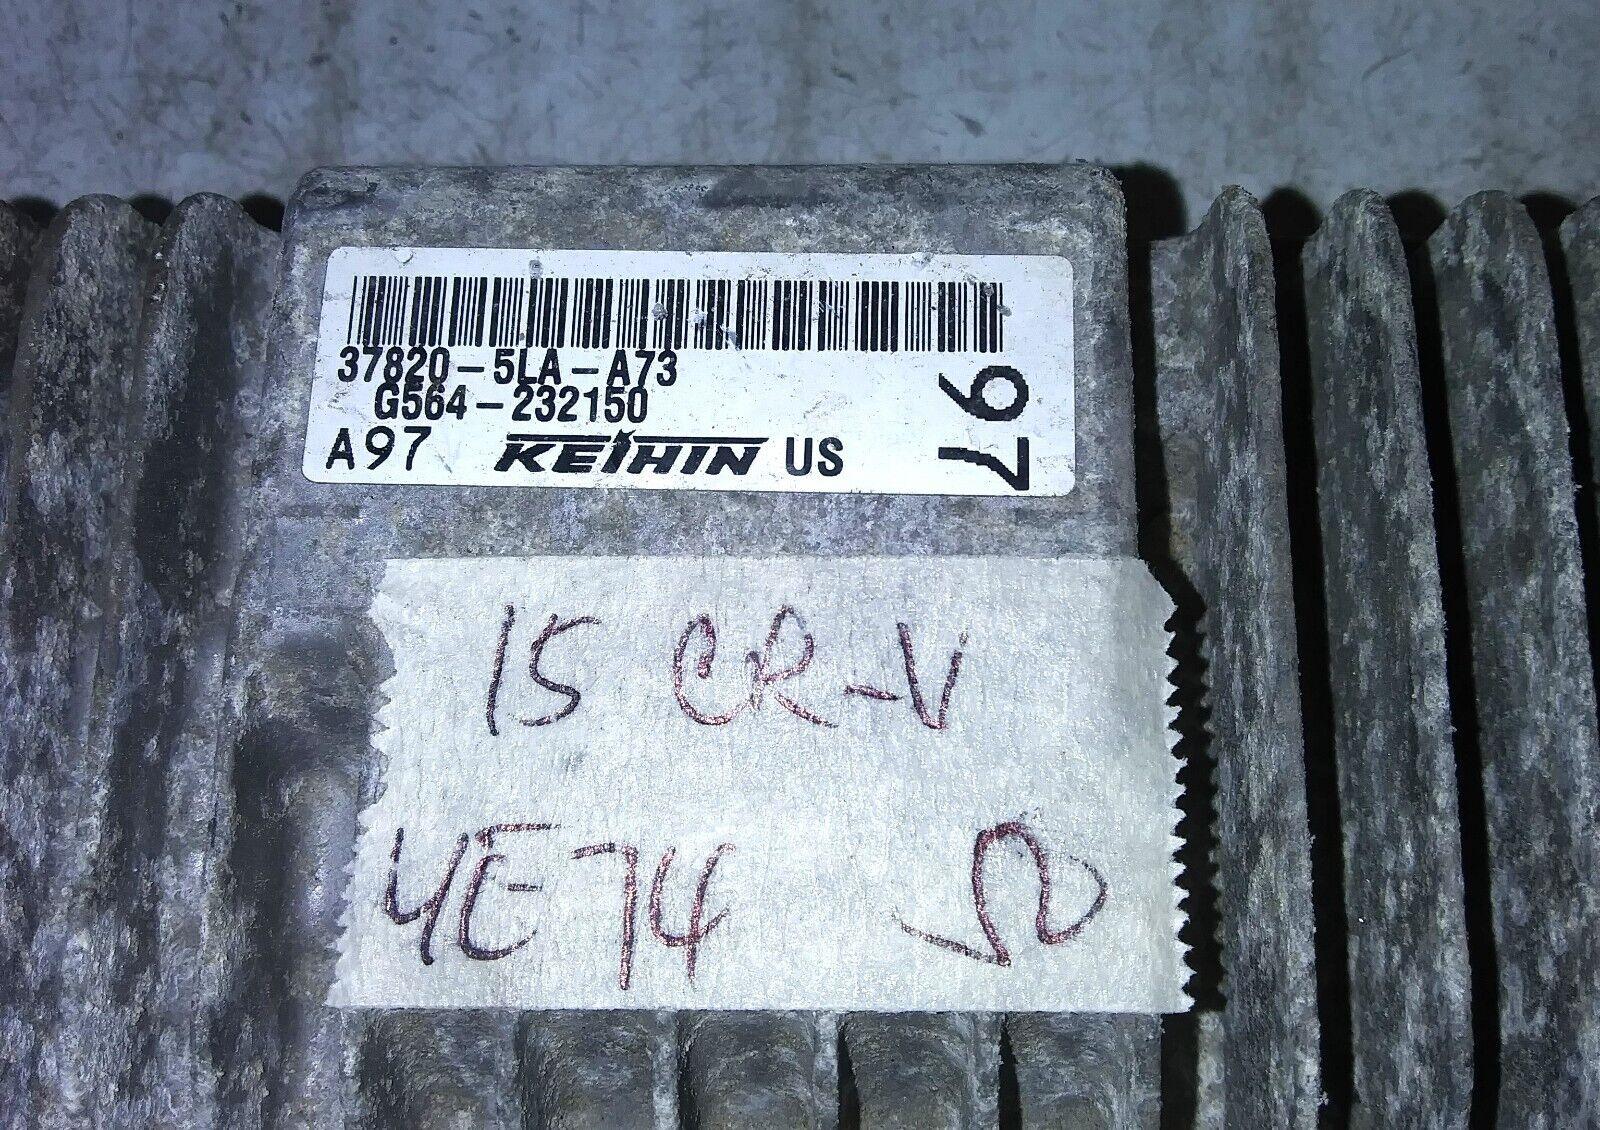 37820-5LA-A73
G564-232150
A97 KEIHIN US
97
15 CR-V
4E74